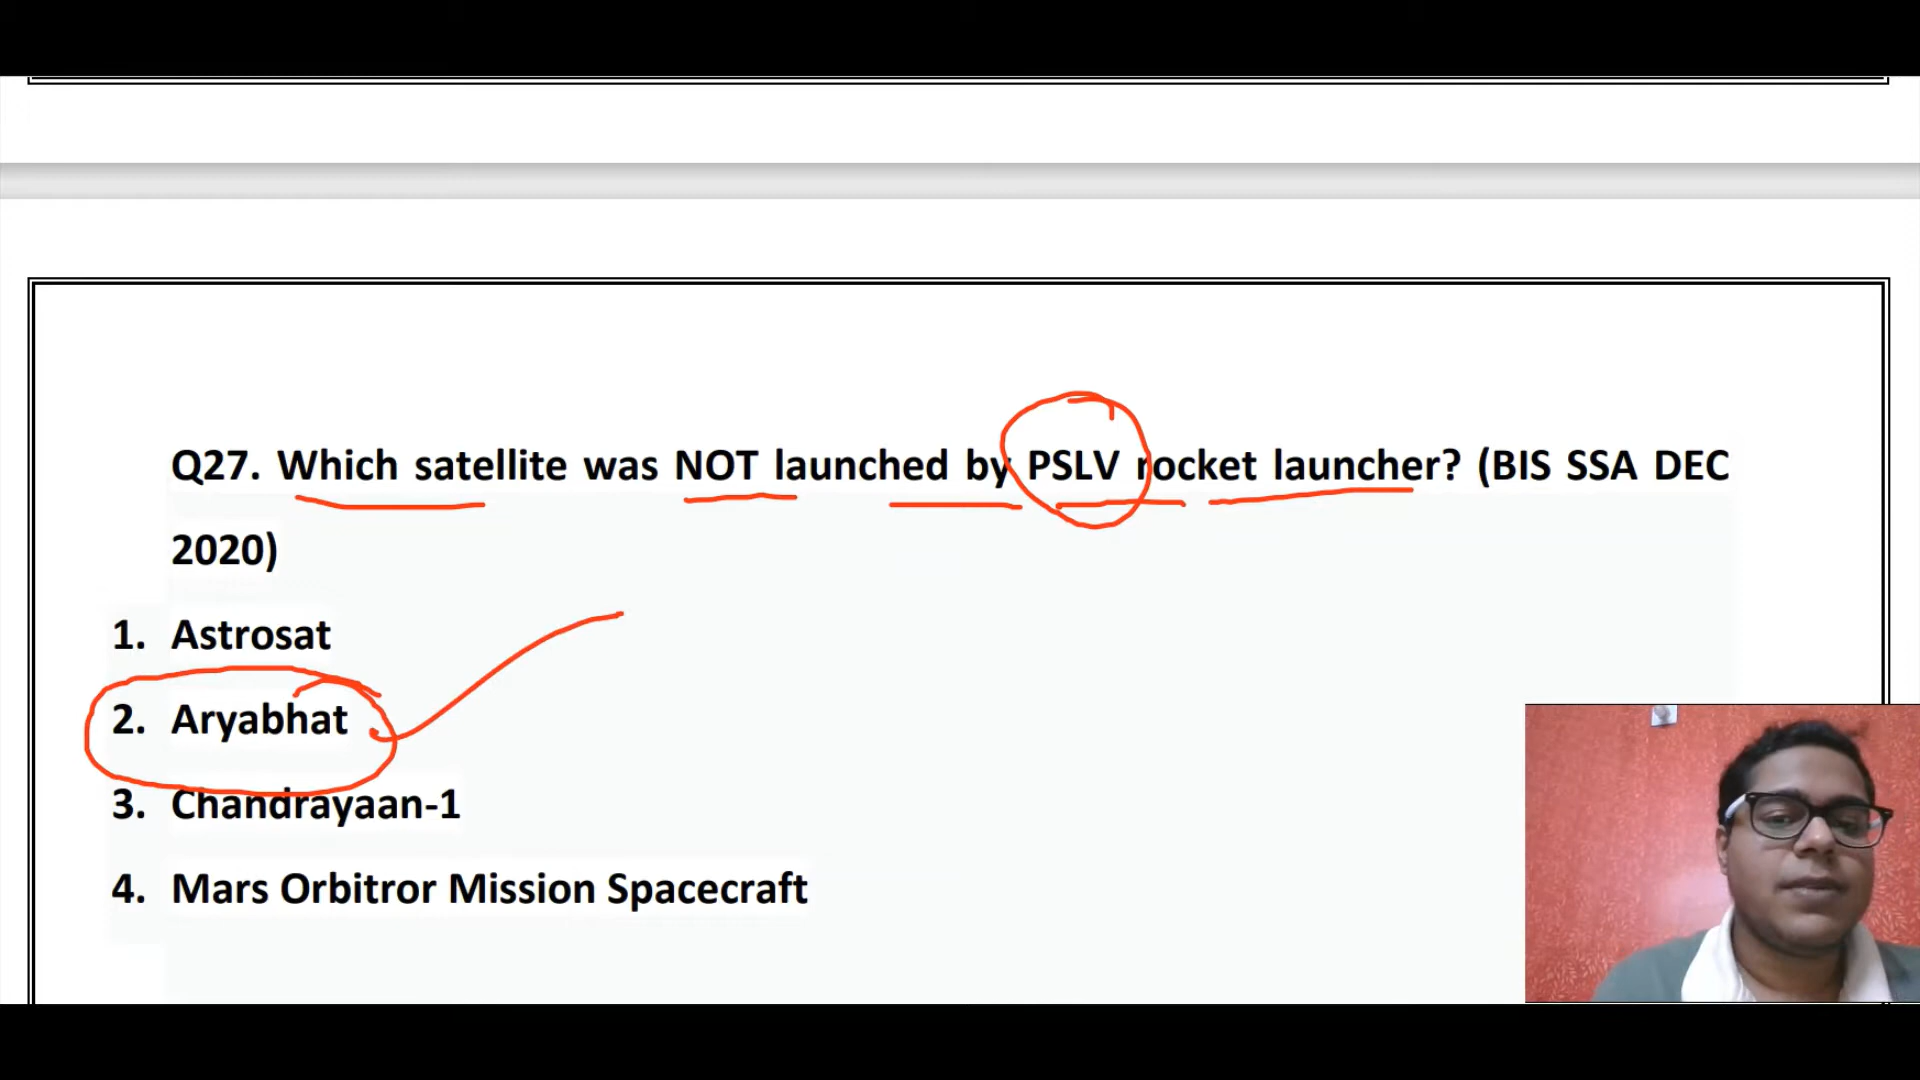 Q27. Which satellite was NOT launched by PSLV rocket launcher? (BIS SSA DEC
2020)
1. Astrosat
2. Aryabhat
3. Chandrayaan-1
4. Mars Orbitror Mission Spacecraft